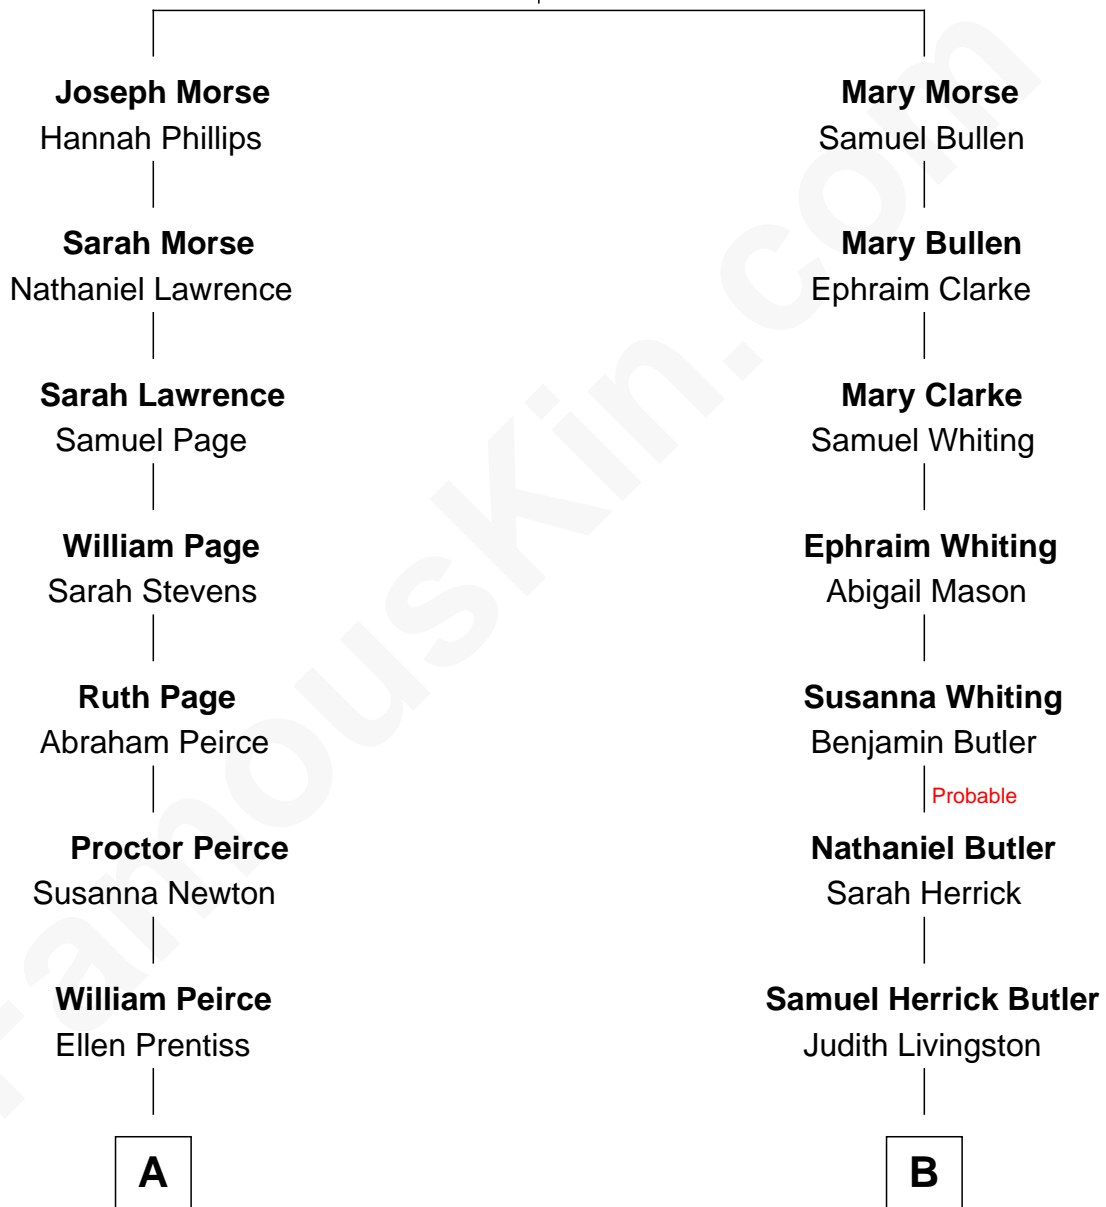 Joseph Morse
Hannah Phillips
Sarah Morse
Nathaniel Lawrence
Sarah Lawrence
Samuel Page
William Page
Sarah Stevens
Ruth Page
Abraham Peirce
Proctor Peirce
Susanna Newton
William Peirce
Ellen Prentiss
A
Mary Morse
Samuel Bullen
Mary Bullen
Ephraim Clarke
Mary Clarke
Samuel Whiting
Ephraim Whiting
Abigail Mason
Susanna Whiting
Benjamin Butler
Probable
Nathaniel Butler
Sarah Herrick
Samuel Herrick Butler
Judith Livingston
B
FamousKin.com